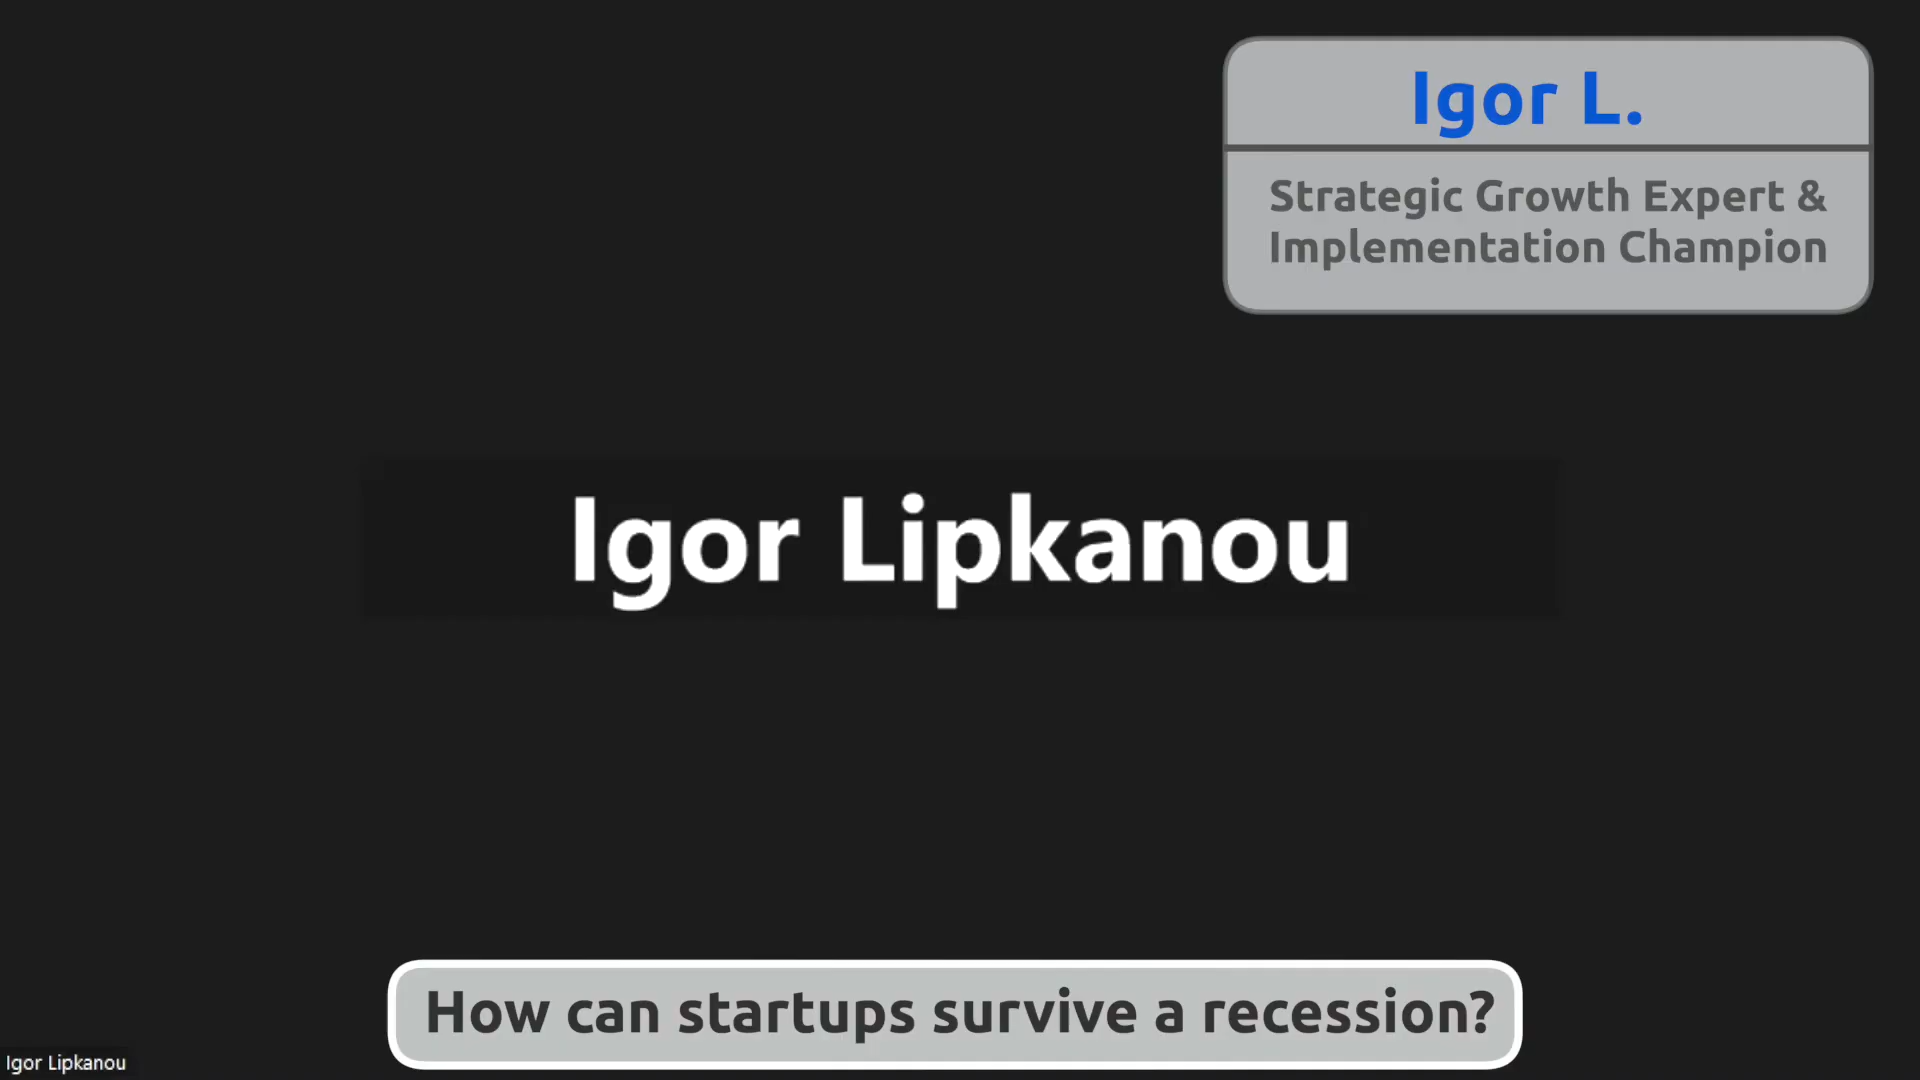 Igor L.
Strategic Growth Expert &
Implementation Champion
Igor Lipkanou
How can startups survive a recession?
Igor Lipkanou